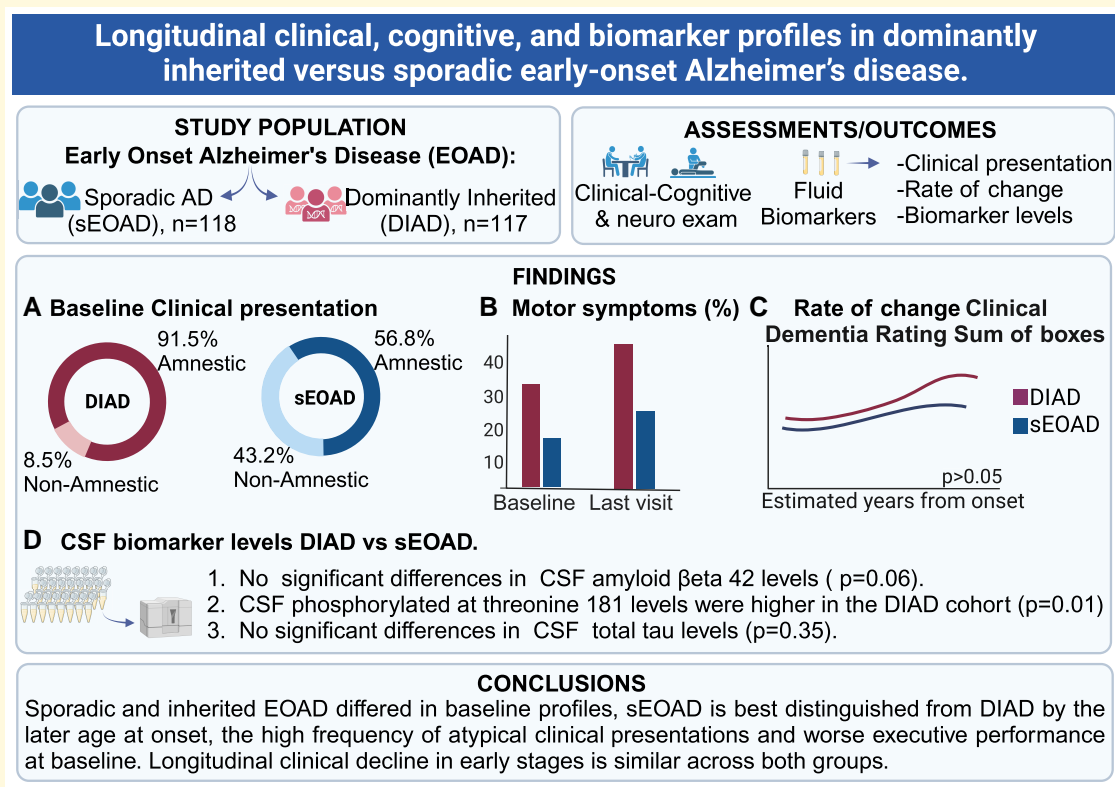 Longitudinal clinical, cognitive, and biomarker profiles in dominantly
inherited versus sporadic early-onset Alzheimer’s disease.
STUDY POPULATION
Early Onset Alzheimer's Disease (EOAD):
Sporadic AD
(sEOAD), n=118
Dominantly Inherited
(DIAD), n=117
ASSESSMENTS/OUTCOMES
Clinical-Cognitive
& neuro exam
Fluid
Biomarkers
-Clinical presentation
-Rate of change
-Biomarker levels
FINDINGS
A Baseline Clinical presentation
91.5%
Amnestic
DIAD
8.5%
Non-Amnestic
56.8%
Amnestic
sEOAD
43.2%
Non-Amnestic
B Motor symptoms (%)
40
30
20
10
Baseline Last visit
C Rate of change Clinical
Dementia Rating Sum of boxes
DIAD
sEOAD
p>0.05
Estimated years from onset
D CSF biomarker levels DIAD vs sEOAD.
1. No significant differences in CSF amyloid βeta 42 levels ( p=0.06).
2. CSF phosphorylated at threonine 181 levels were higher in the DIAD cohort (p=0.01)
3. No significant differences in CSF total tau levels (p=0.35).
CONCLUSIONS
Sporadic and inherited EOAD differed in baseline profiles, sEOAD is best distinguished from DIAD by the
later age at onset, the high frequency of atypical clinical presentations and worse executive performance
at baseline. Longitudinal clinical decline in early stages is similar across both groups.